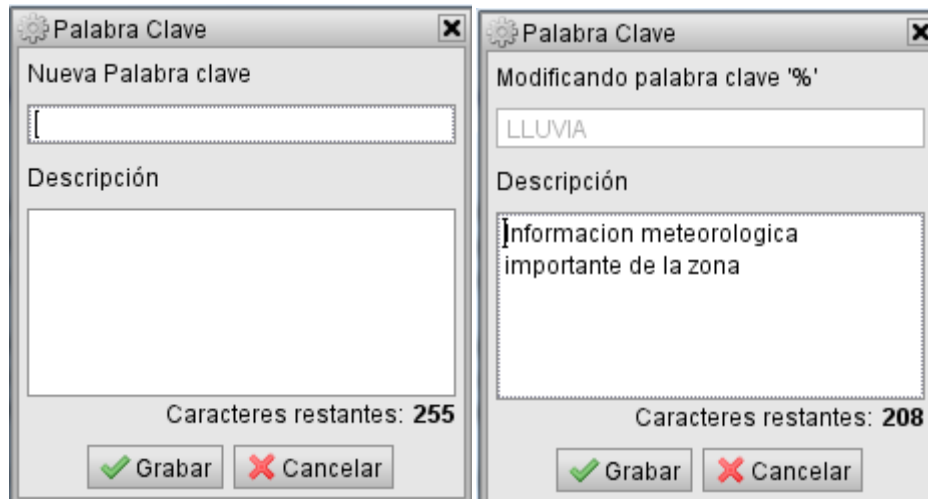 Palabra Clave
Nueva Palabra clave
Descripción
Caracteres restantes: 255
Grabar
Cancelar
Palabra Clave
Modificando palabra clave '%'
LLUVIA
Descripción
Informacion meteorologica
importante de la zona
Caracteres restantes: 208
Grabar
Cancelar